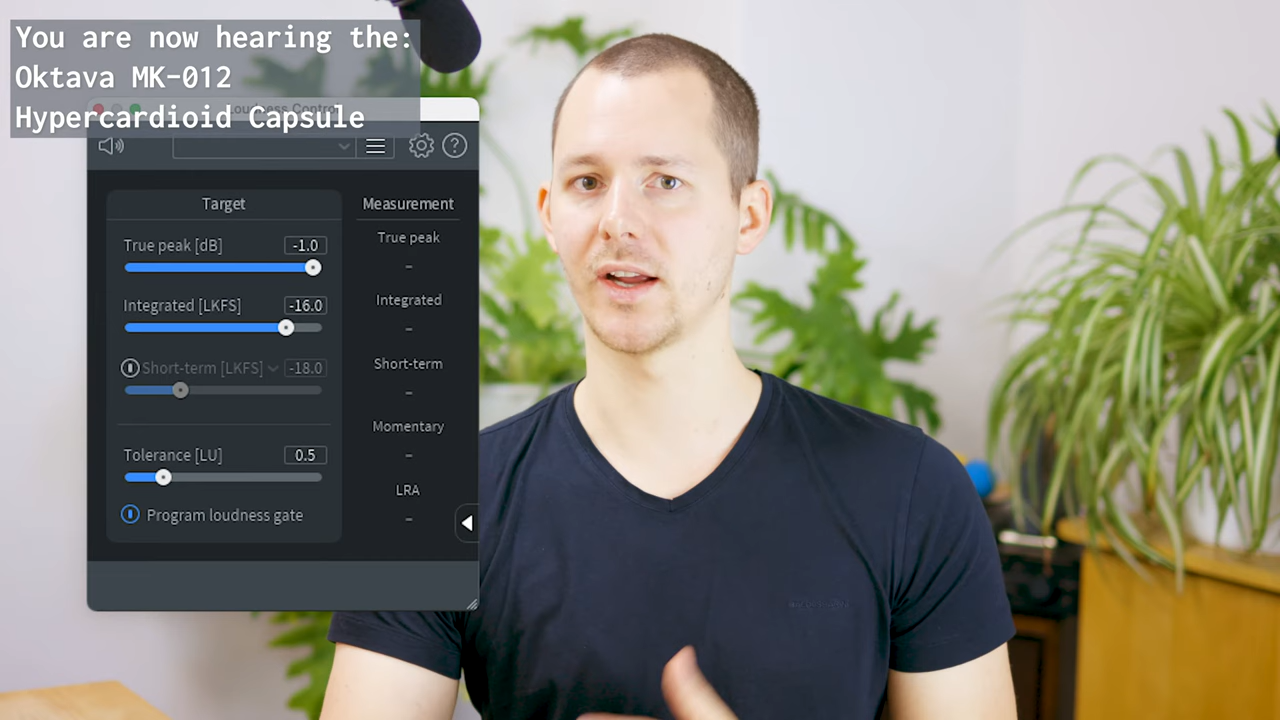 You are now hearing the:
Oktava MK-012
Hypercardioid Capsule
Loudness Control
Target
Measurement
True peak [dB] -1.0
True peak
–
Integrated [LKFS] -16.0
Integrated
–
Short-term [LKFS] -18.0
Short-term
–
Momentary
–
Tolerance [LU] 0.5
LRA
–
Program loudness gate